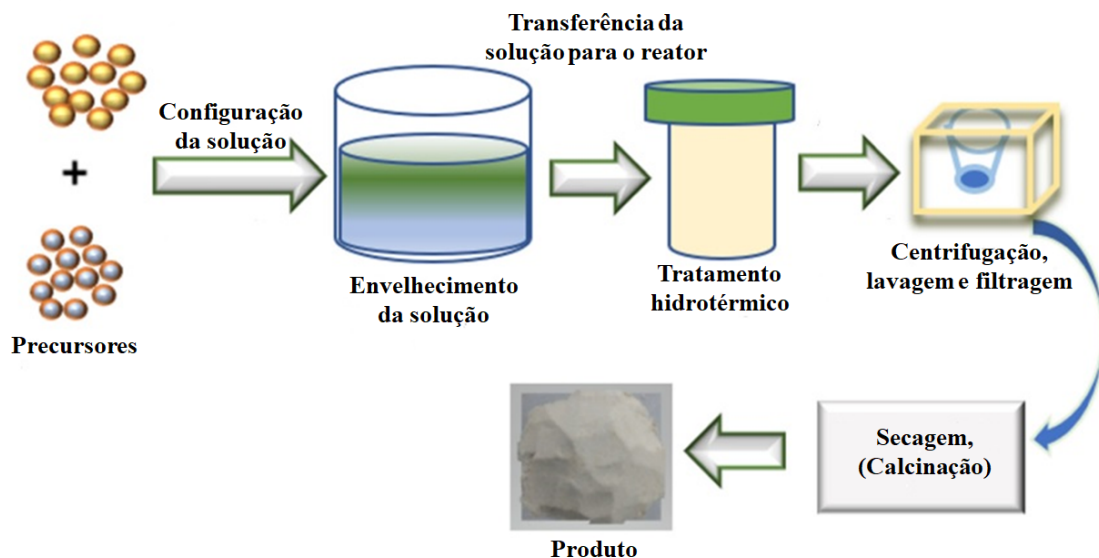 Precursores
+
Configuração
da solução
Envelhecimento
da solução
Transferência da
solução para o reator
Tratamento
hidrotérmico
Centrifugação,
lavagem e filtragem
Secagem,
(Calcinação)
Produto